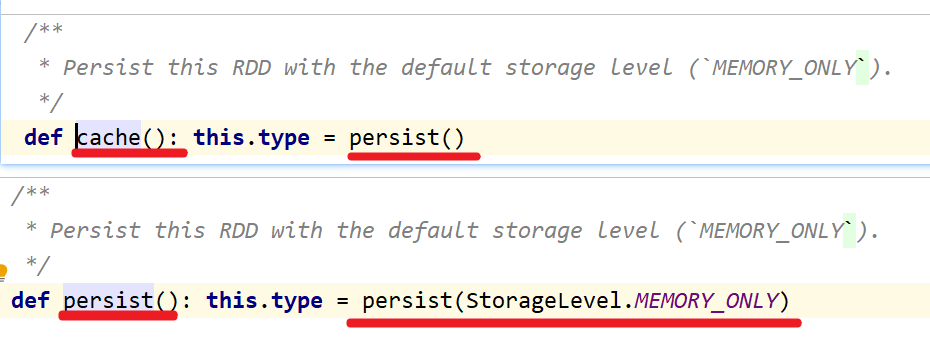 /**
* Persist this RDD with the default storage level (`MEMORY_ONLY`).
*/
def cache(): this.type = persist()
/**
* Persist this RDD with the default storage level (`MEMORY_ONLY`).
*/
def persist(): this.type = persist(StorageLevel.MEMORY_ONLY)